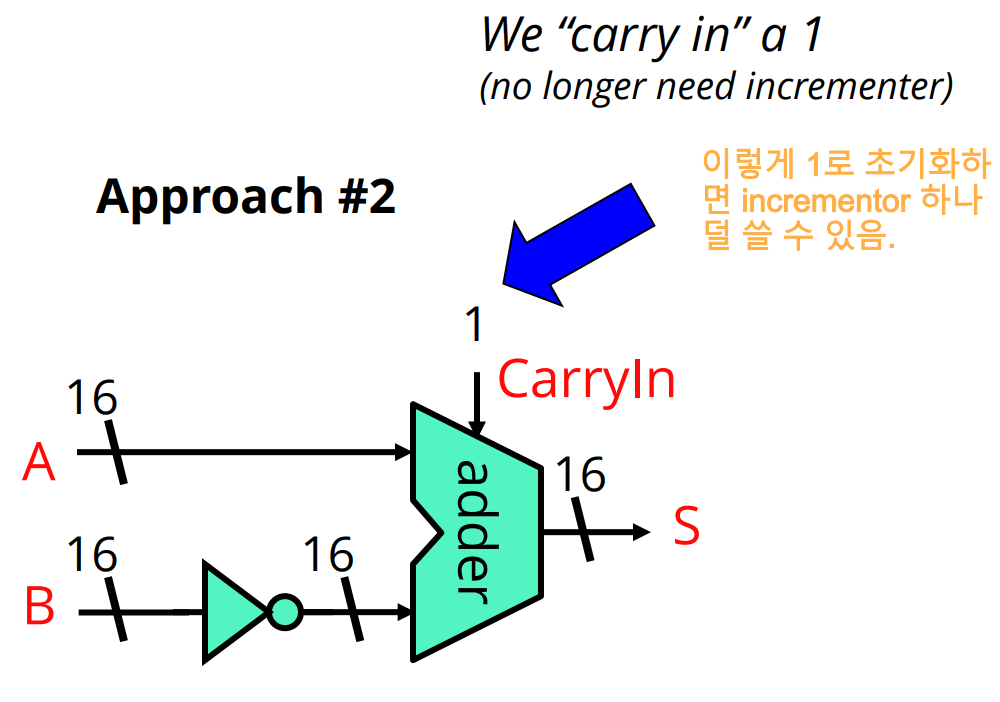 We “carry in” a 1
(no longer need incrementer)
이렇게 1로 초기화하
면 incrementor 하나
덜 쓸 수 있음.
Approach #2
1
CarryIn
16
A
adder
16
S
16
16
B